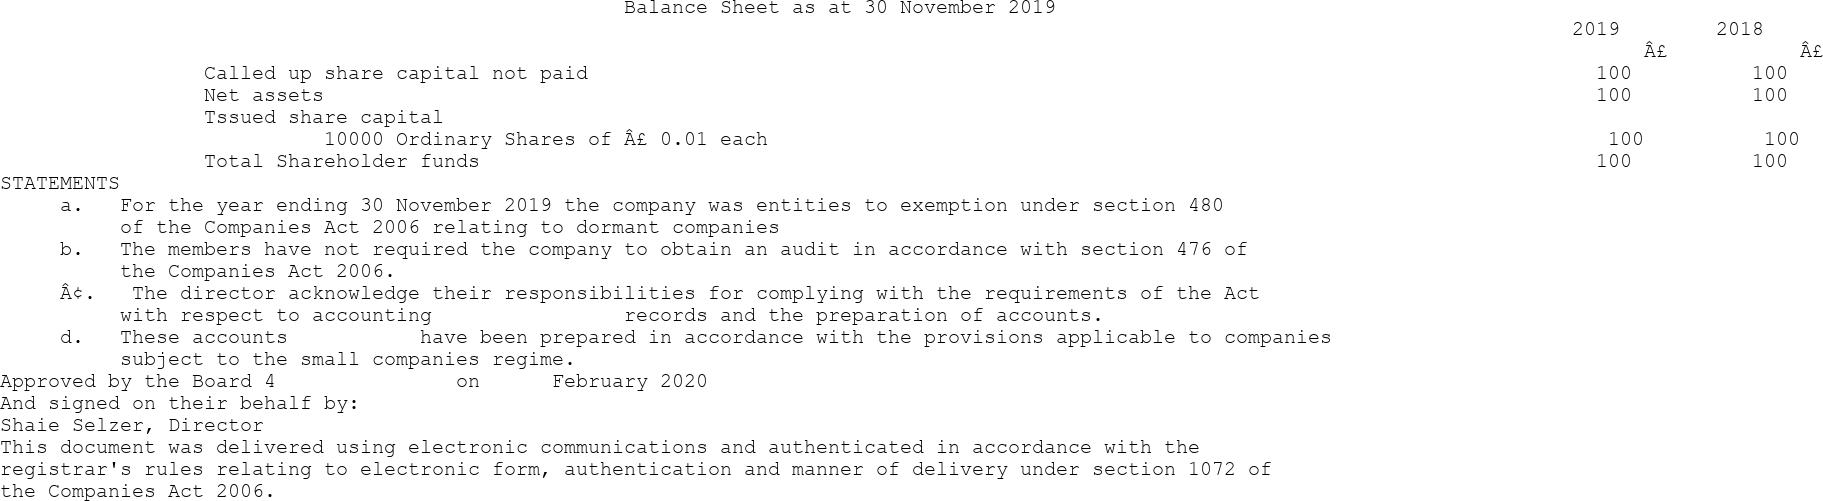 Balance Sheet as at 30 November 2019
2019 2018
Â£ Â£
Called up share capital not paid 100 100
Net assets 100 100
Tssued share capital
10000 Ordinary Shares of Â£ 0.01 each 100 100
Total Shareholder funds 100 100
STATEMENTS
a. For the year ending 30 November 2019 the company was entities to exemption under section 480
of the Companies Act 2006 relating to dormant companies
b. The members have not required the company to obtain an audit in accordance with section 476 of
the Companies Act 2006.
Â¢. The director acknowledge their responsibilities for complying with the requirements of the Act
with respect to accounting records and the preparation of accounts.
d. These accounts have been prepared in accordance with the provisions applicable to companies
subject to the small companies regime.
Approved by the Board 4 on February 2020
And signed on their behalf by:
Shaie Selzer, Director
This document was delivered using electronic communications and authenticated in accordance with the
registrar's rules relating to electronic form, authentication and manner of delivery under section 1072 of
the Companies Act 2006.